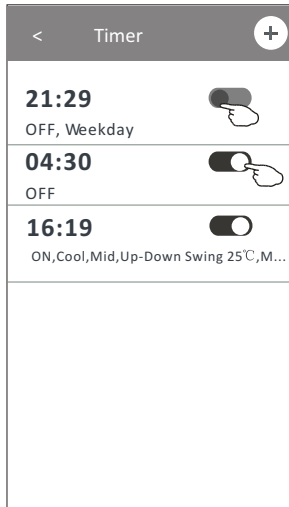 < Timer +
21:29
OFF, Weekday
04:30
OFF
16:19
ON,Cool,Mid,Up-Down Swing 25℃,M...